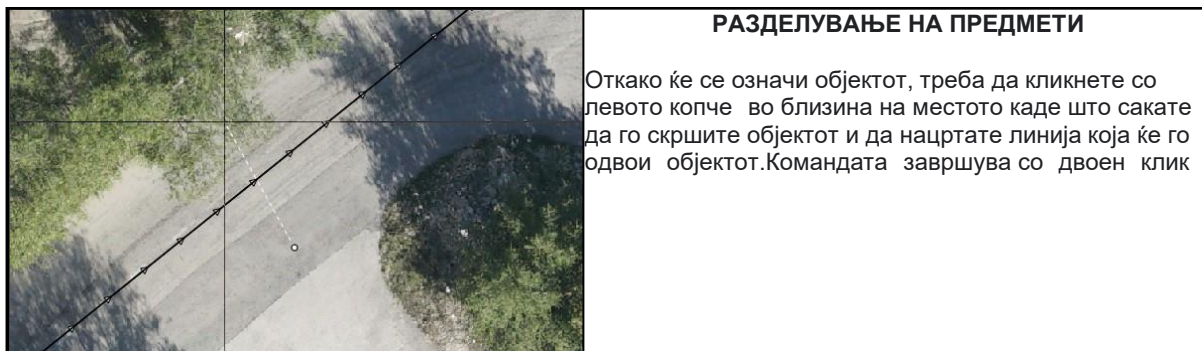 РАЗДЕЛУВАЊЕ НА ПРЕДМЕТИ
Откако ќе се означи објектот, треба да кликнете со
левото копче во близина на местото каде што сакате
да го скршите објектот и да нацртате линија која ќе го
одвои објектот.Командата завршува со двоен клик